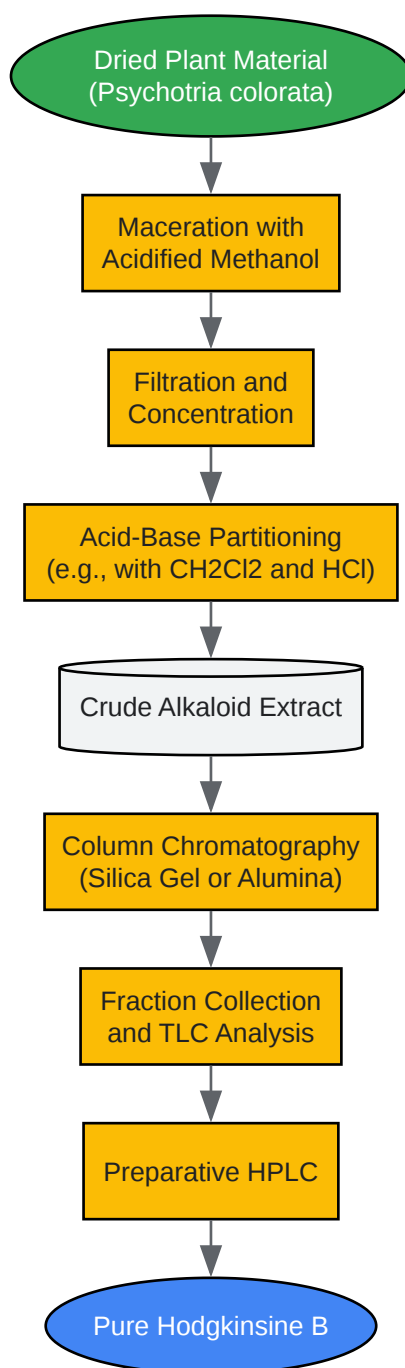 Dried Plant Material
(Psychotria colorata)
Maceration with
Acidified Methanol
Filtration and
Concentration
Acid-Base Partitioning
(e.g., with CH2Cl2 and HCl)
Crude Alkaloid Extract
Column Chromatography
(Silica Gel or Alumina)
Fraction Collection
and TLC Analysis
Preparative HPLC
Pure Hodgkinsine B